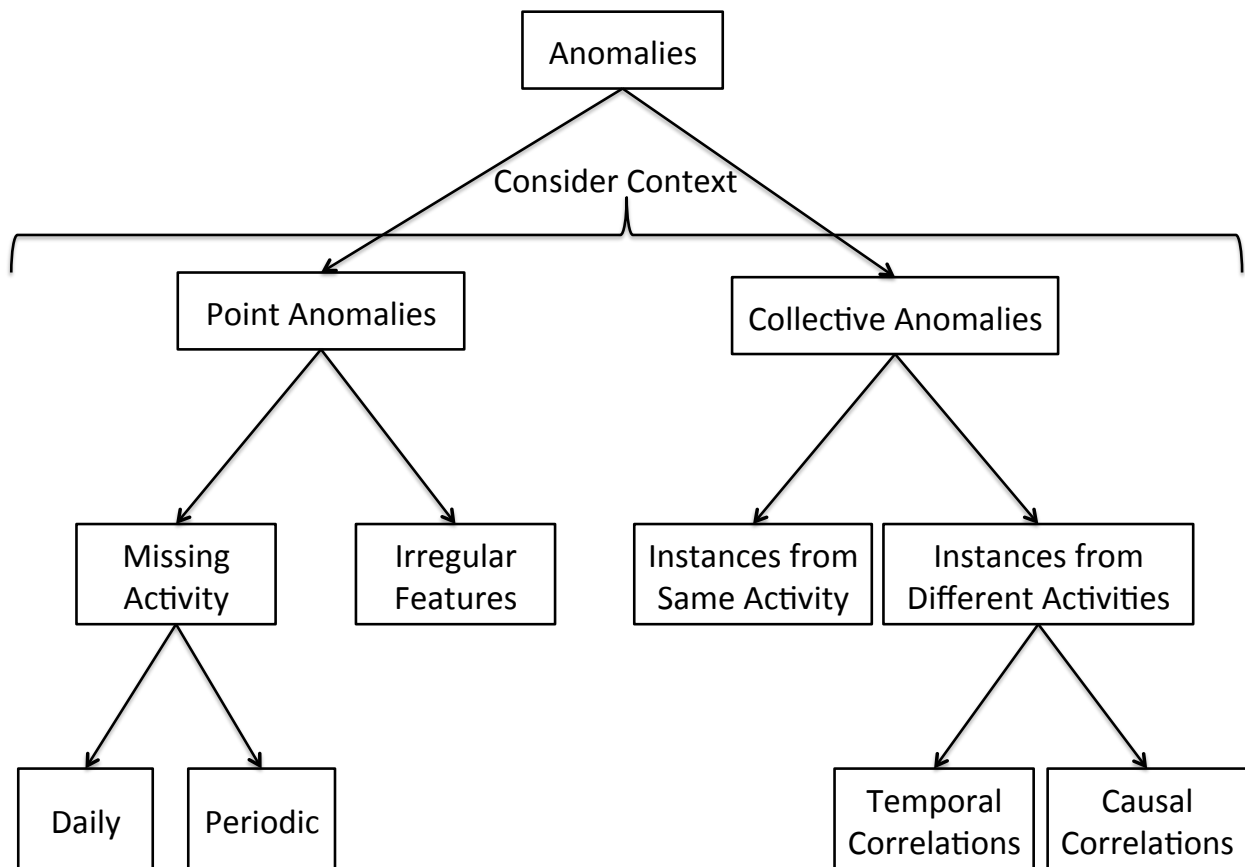 Anomalies
Consider Context
Point Anomalies
Collective Anomalies
Missing
Activity
Irregular
Features
Instances from
Same Activity
Instances from
Different Activities
Daily
Periodic
Temporal
Correlations
Causal
Correlations